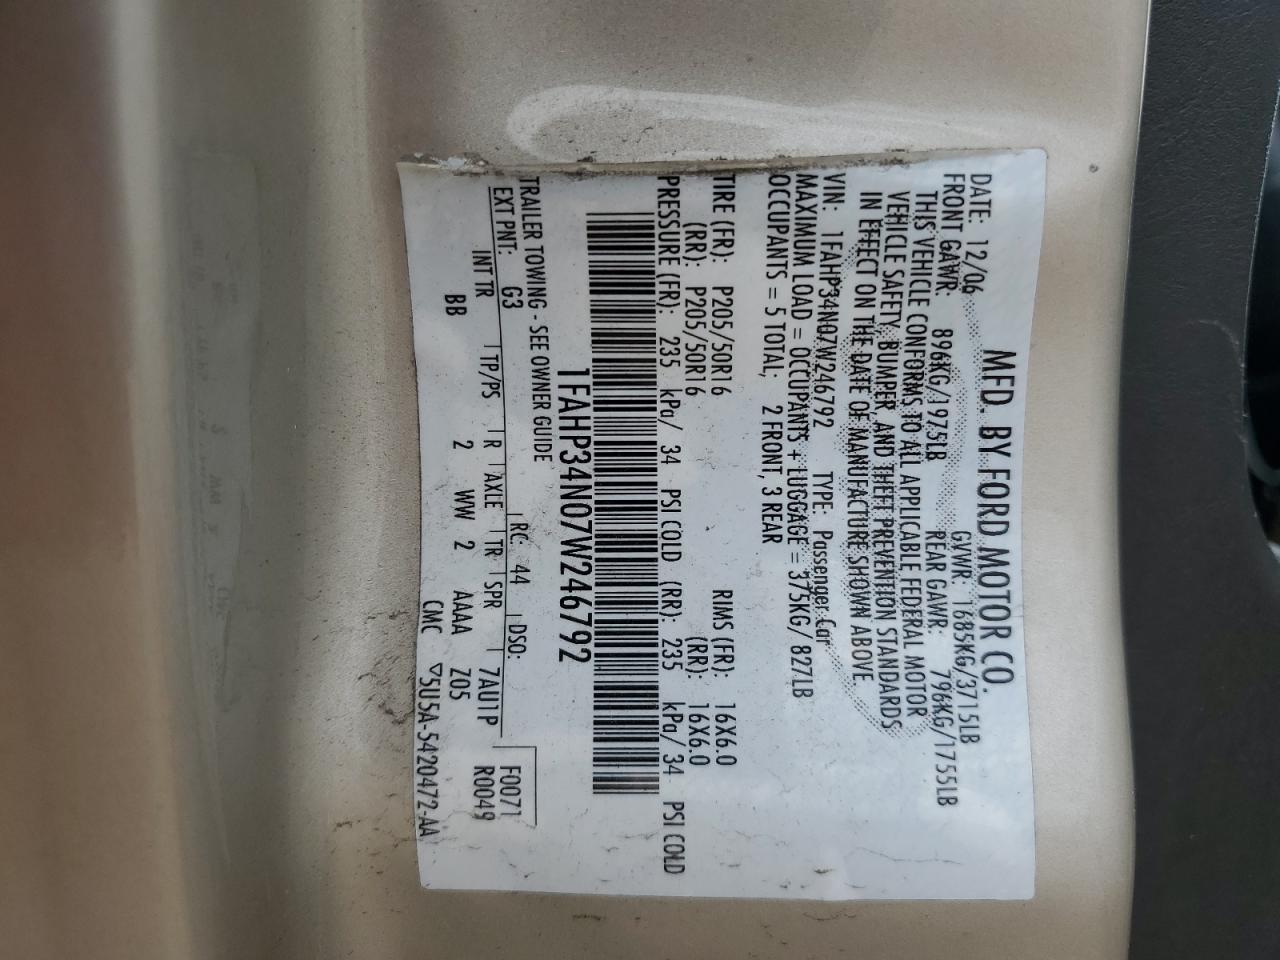 MFD. BY FORD MOTOR CO.
DATE: 12/06 GVWR: 1685KG/3715LB
FRONT GAWR: 896KG/1975LB REAR GAWR: 796KG/1755LB
THIS VEHICLE CONFORMS TO ALL APPLICABLE FEDERAL MOTOR
VEHICLE SAFETY, BUMPER, AND THEFT PREVENTION STANDARDS
IN EFFECT ON THE DATE OF MANUFACTURE SHOWN ABOVE.
VIN: 1FAHP34N07W246792 TYPE: Passenger Car
MAXIMUM LOAD = OCCUPANTS + LUGGAGE = 375KG/ 827LB
OCCUPANTS = 5 TOTAL, 2 FRONT, 3 REAR
TIRE (FR): P205/50R16 RIMS (FR): 16X6.0
(RR): P205/50R16 (RR): 16X6.0
PRESSURE (FR): 235 kPa/ 34 PSI COLD (RR): 235 kPa/ 34 PSI COLD
1FAHP34N07W246792
TRAILER TOWING - SEE OWNER GUIDE
EXT PNT: G3 RC: 44 DSO: F0071
R0049
INT TR TP/PS R AXLE TR SPR 7AU1P
BB 2 WW 2 AAAA Z05
CMC ▽5U5A-5420472-AA